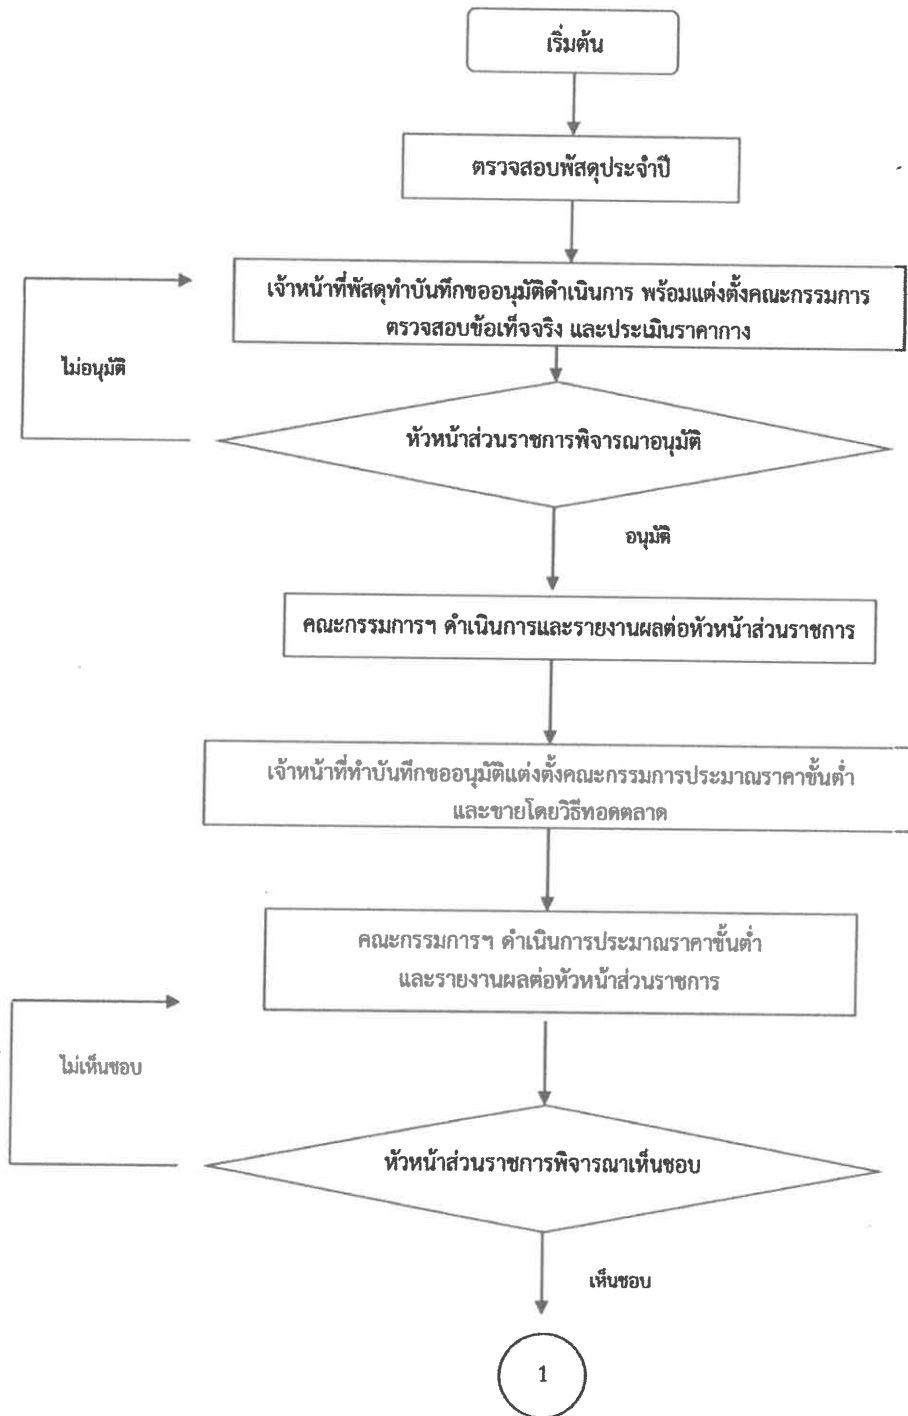 เริ่มต้น
ตรวจสอบพัสดุประจำปี
เจ้าหน้าที่พัสดุทำบันทึกขออนุมัติดำเนินการ พร้อมแต่งตั้งคณะกรรมการ
ตรวจสอบข้อเท็จจริง และประเมินราคากาง
ไม่อนุมัติ
หัวหน้าส่วนราชการพิจารณาอนุมัติ
อนุมัติ
คณะกรรมการฯ ดำเนินการและรายงานผลต่อหัวหน้าส่วนราชการ
เจ้าหน้าที่ทำบันทึกขออนุมัติแต่งตั้งคณะกรรมการประมาณราคาขั้นต่ำ
และขายโดยวิธีทอดตลาด
คณะกรรมการฯ ดำเนินการประมาณราคาขั้นต่ำ
และรายงานผลต่อหัวหน้าส่วนราชการ
ไม่เห็นชอบ
หัวหน้าส่วนราชการพิจารณาเห็นชอบ
เห็นชอบ
1